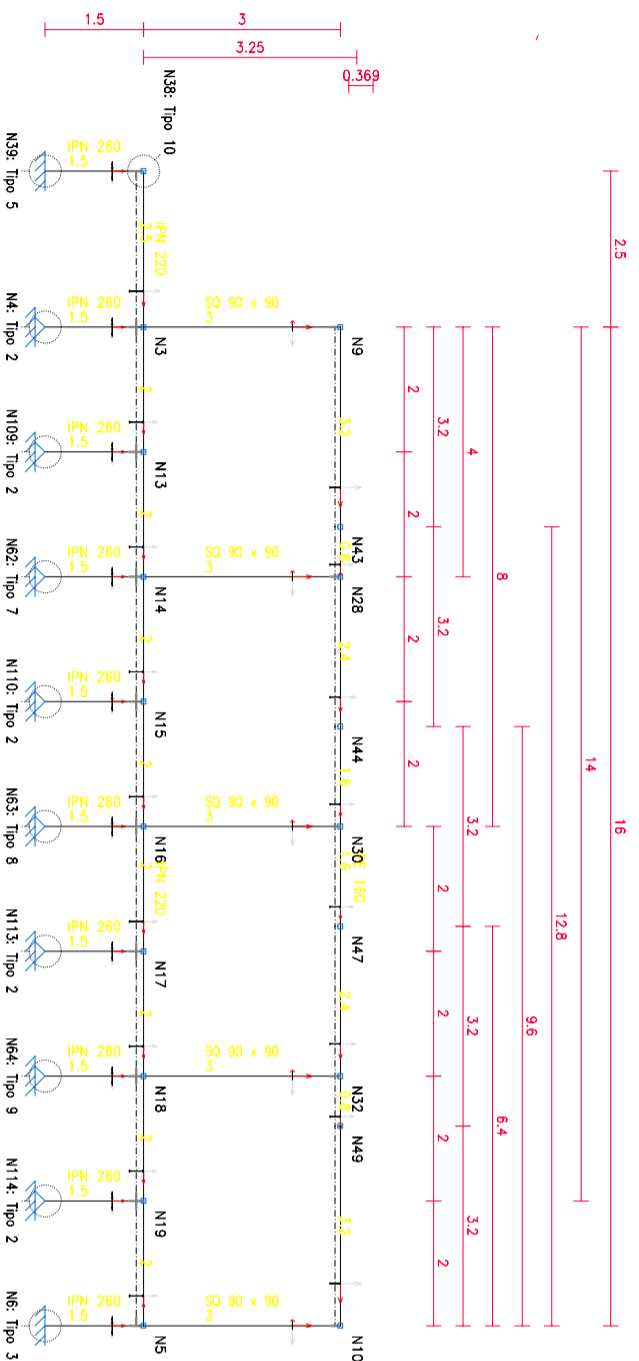 1.5
3
3.25
0.369
2.5
16
14
12.8
9.6
8
6.4
4
3.2
3.2
3.2
3.2
3.2
2
2
2
2
2
2
2
2
N38: Tipo 10
N39: Tipo 5
IPN 260
1.5
IPN 220
2.5
N4: Tipo 2
IPN 260
1.5
N3
SQ 90 x 90
3
N9
2
3.2
N109: Tipo 2
IPN 260
1.5
N13
2
N43
0.8
N62: Tipo 7
IPN 260
1.5
N14
SQ 90 x 90
3
N28
2
2.4
N110: Tipo 2
IPN 260
1.5
N15
2
N44
1.6
N63: Tipo 8
IPN 260
1.5
N16
SQ 90 x 90
3
N30
IPN 220
2
IPE 160
1.6
N113: Tipo 2
IPN 260
1.5
N17
2
N47
2.4
N64: Tipo 9
IPN 260
1.5
N18
SQ 90 x 90
3
N32
2
0.8
N49
N114: Tipo 2
IPN 260
1.5
N19
2
3.2
N6: Tipo 3
IPN 260
1.5
N5
SQ 90 x 90
3
N10